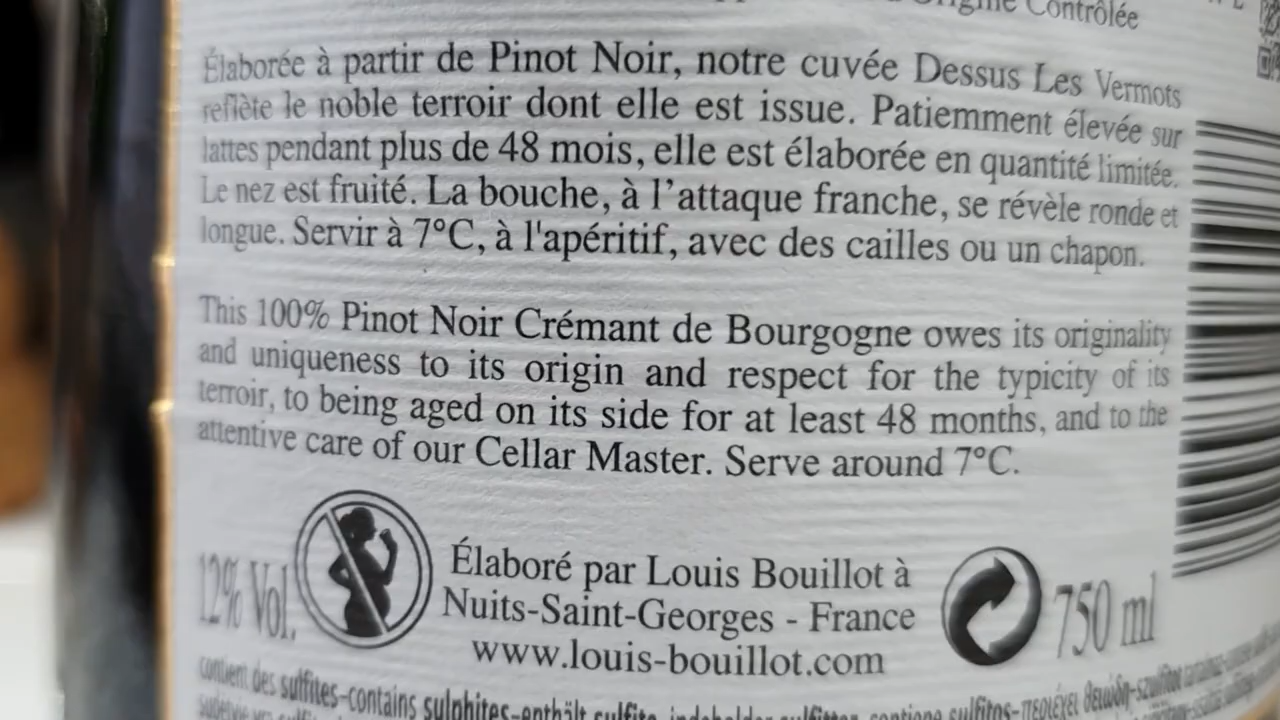 Origine Contrôlée
Élaborée à partir de Pinot Noir, notre cuvée Dessus Les Vermots
reflète le noble terroir dont elle est issue. Patiemment élevée sur
lattes pendant plus de 48 mois, elle est élaborée en quantité limitée.
Le nez est fruité. La bouche, à l’attaque franche, se révèle ronde et
longue. Servir à 7°C, à l'apéritif, avec des cailles ou un chapon.
This 100% Pinot Noir Crémant de Bourgogne owes its originality
and uniqueness to its origin and respect for the typicity of its
terroir, to being aged on its side for at least 48 months, and to the
attentive care of our Cellar Master. Serve around 7°C.
12% Vol.
Élaboré par Louis Bouillot à
Nuits-Saint-Georges - France
www.louis-bouillot.com
750 ml
contient des sulfites-contains sulphites-enthält sulfite